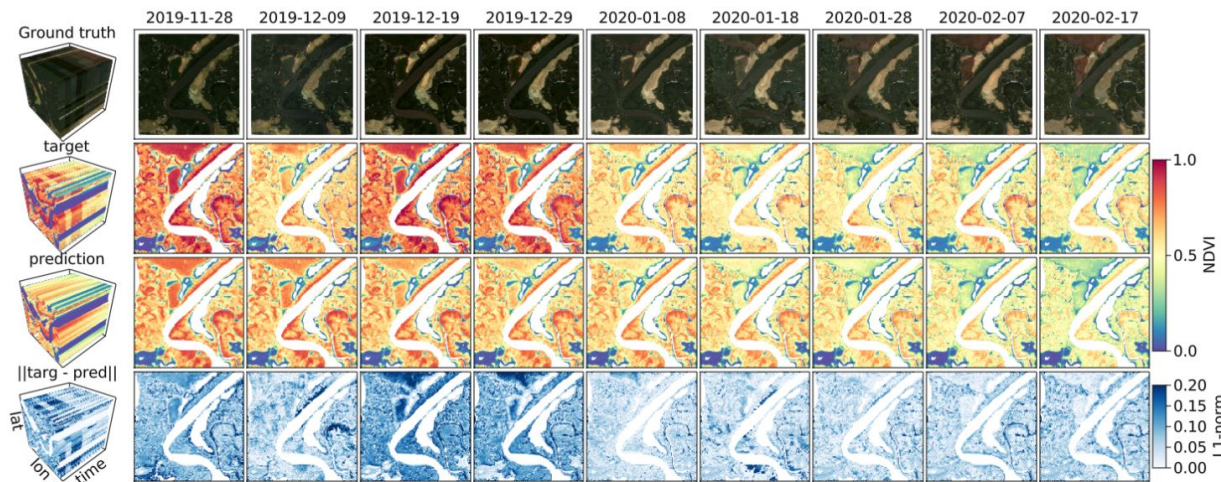 2019-11-28 2019-12-09 2019-12-19 2019-12-29 2020-01-08 2020-01-18 2020-01-28 2020-02-07 2020-02-17
Ground truth
target
1.0
0.5
0.0
NDVI
prediction
||targ - pred||
lat
lon
time
0.20
0.15
0.10
0.05
0.00
L1 norm